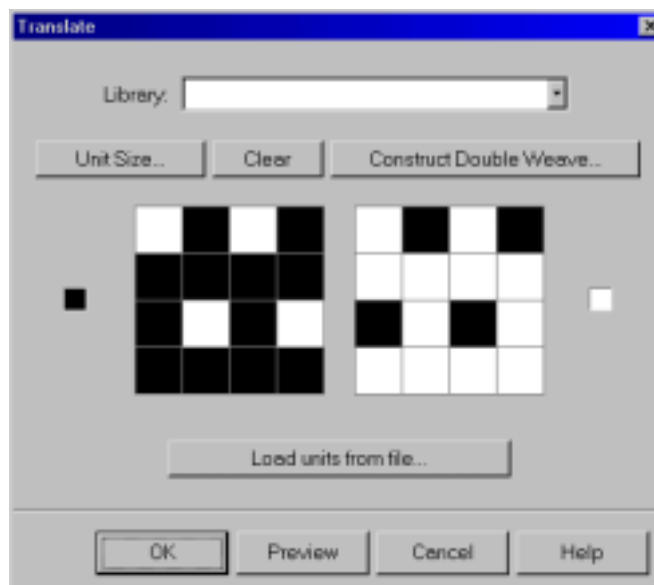 Translate
Library:
Unit Size... Clear Construct Double Weave...
Load units from file...
OK Preview Cancel Help